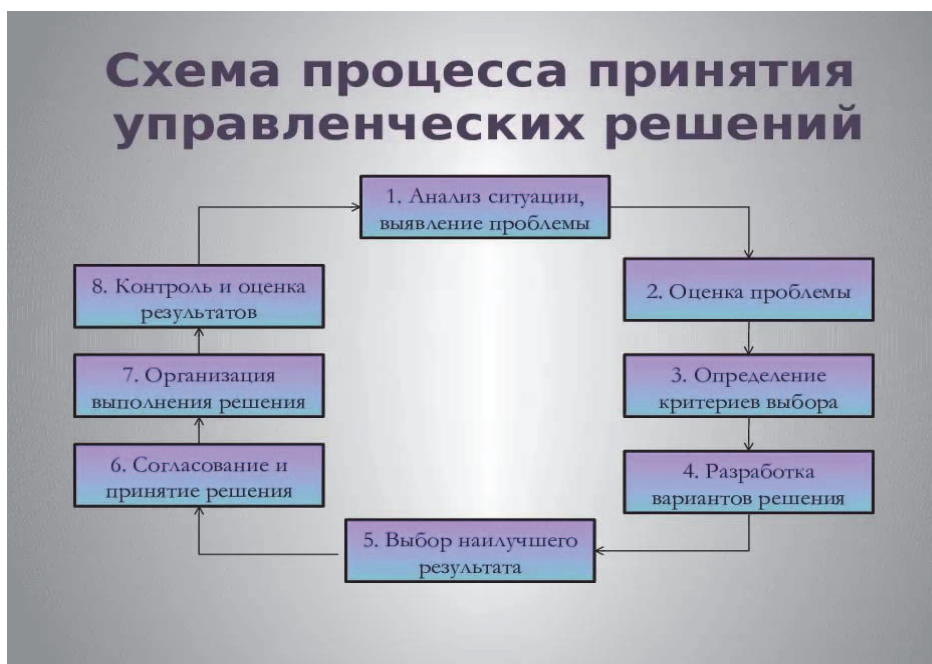 Схема процесса принятия
управленческих решений
1. Анализ ситуации,
выявление проблемы
2. Оценка проблемы
3. Определение
критериев выбора
4. Разработка
вариантов решения
5. Выбор наилучшего
результата
6. Согласование и
принятие решения
7. Организация
выполнения решения
8. Контроль и оценка
результатов